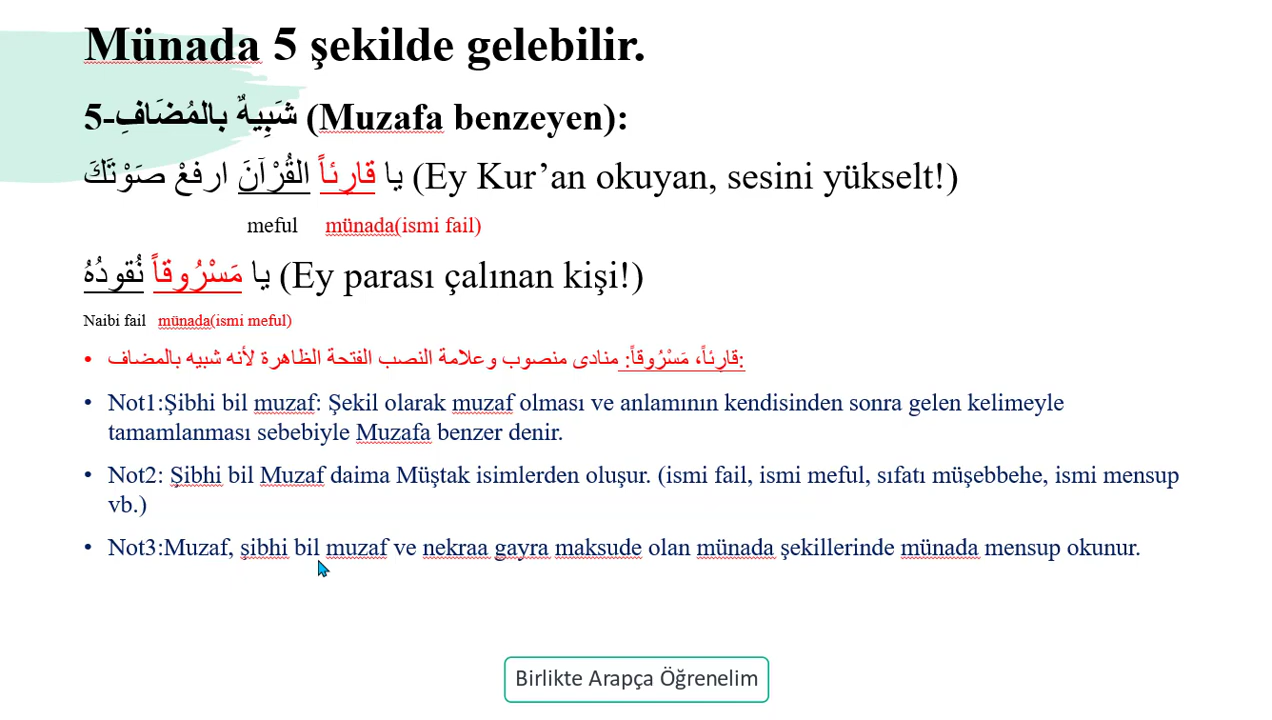 Münada 5 şekilde gelebilir.
5-شَبِيهٌ بالمُضَافِ (Muzafa benzeyen):
يا قارِئاً القُرْآنَ ارفعْ صَوْتَكَ (Ey Kur’an okuyan, sesini yükselt!)
meful münada(ismi fail)
يا مَسْرُوقاً نُقودُهُ (Ey parası çalınan kişi!)
Naibi fail münada(ismi meful)
• :قارِئاً، مَسْرُوقاً: منادى منصوب وعلامة النصب الفتحة الظاهرة لأنه شبيه بالمضاف
• Not1:Şibhi bil muzaf: Şekil olarak muzaf olması ve anlamının kendisinden sonra gelen kelimeyle
tamamlanması sebebiyle Muzafa benzer denir.
• Not2: Şibhi bil Muzaf daima Müştak isimlerden oluşur. (ismi fail, ismi meful, sıfatı müşebbehe, ismi mensup
vb.)
• Not3:Muzaf, şibhi bil muzaf ve nekraa gayra maksude olan münada şekillerinde münada mensup okunur.
Birlikte Arapça Öğrenelim